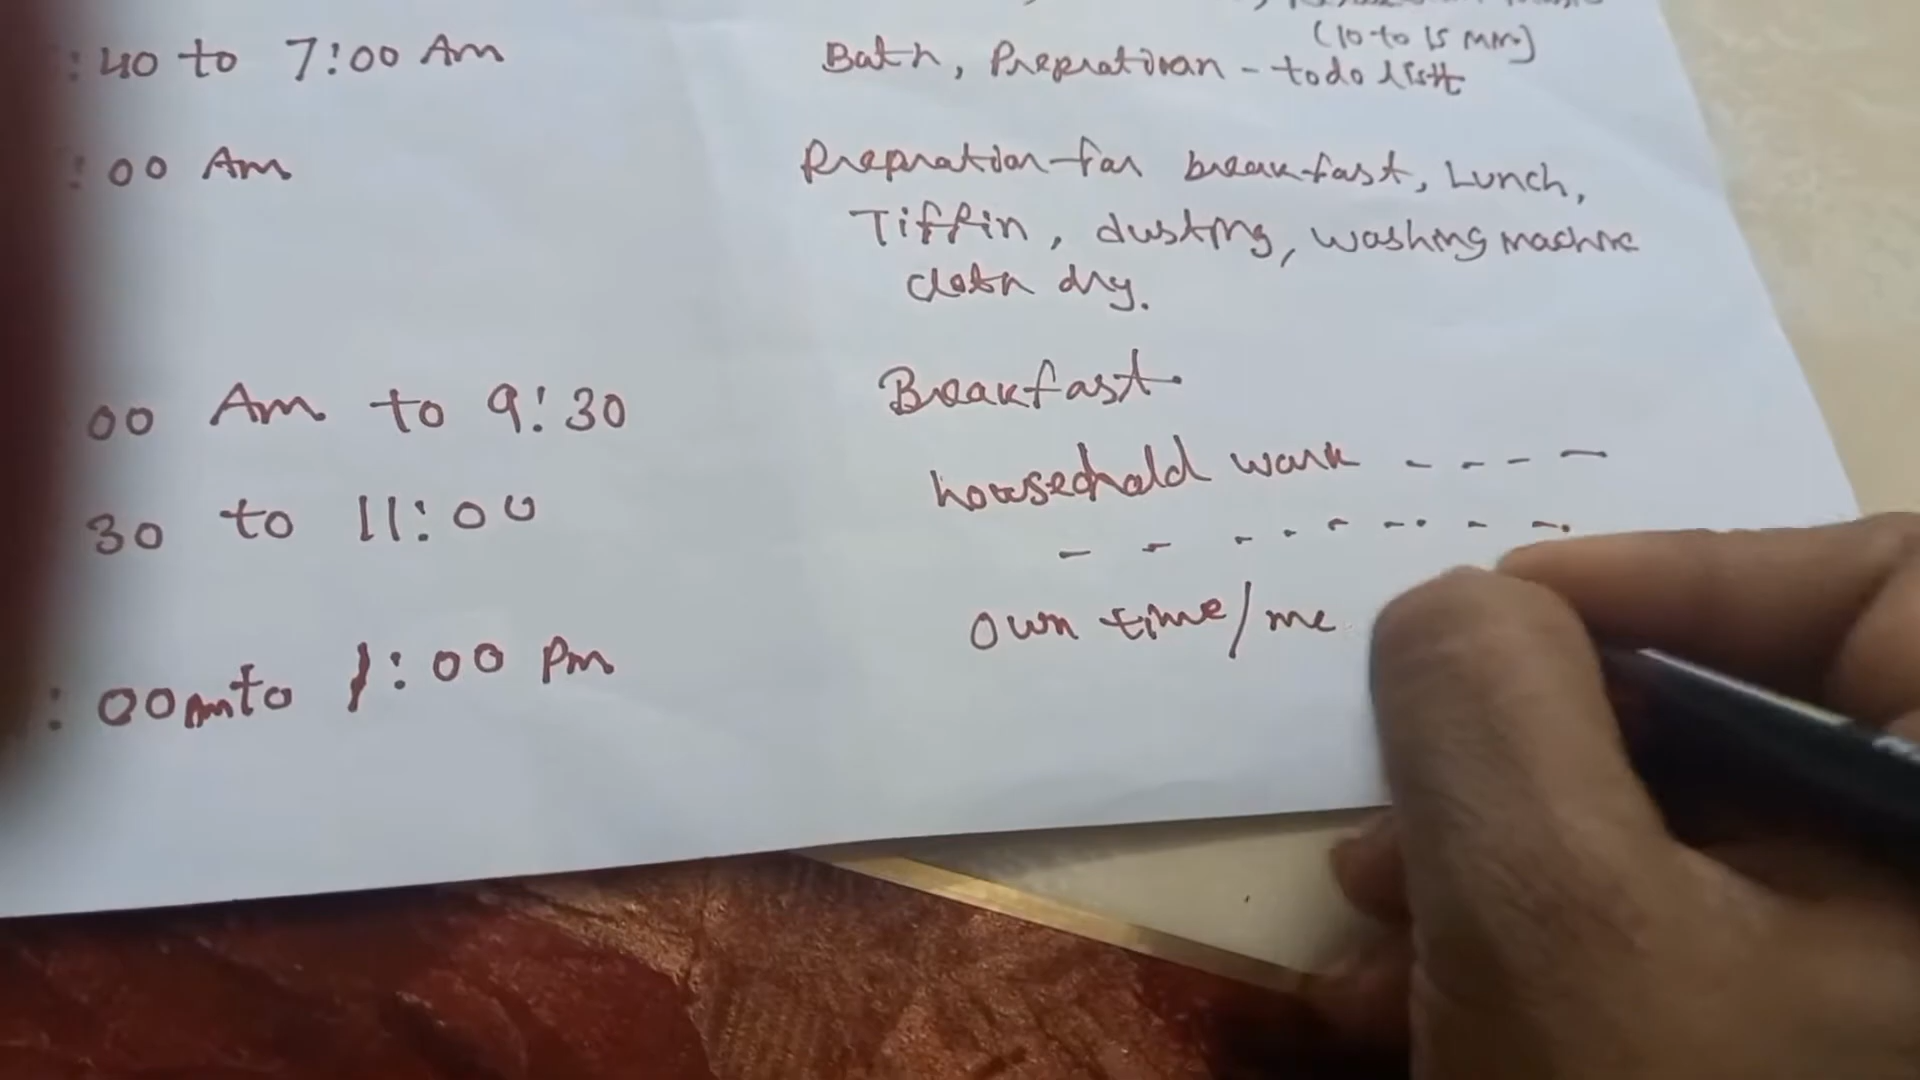 (10 to 15 min)
:40 to 7:00 Am Bath, Prepration - todo list
:00 Am Prepration for breakfast, Lunch,
Tiffin, dusting, washing machine
cloth dry.
00 Am to 9:30 Breakfast
30 to 11:00 household work - - - -
- - - - - - - -
:00 Am to 1:00 Pm Own time/me